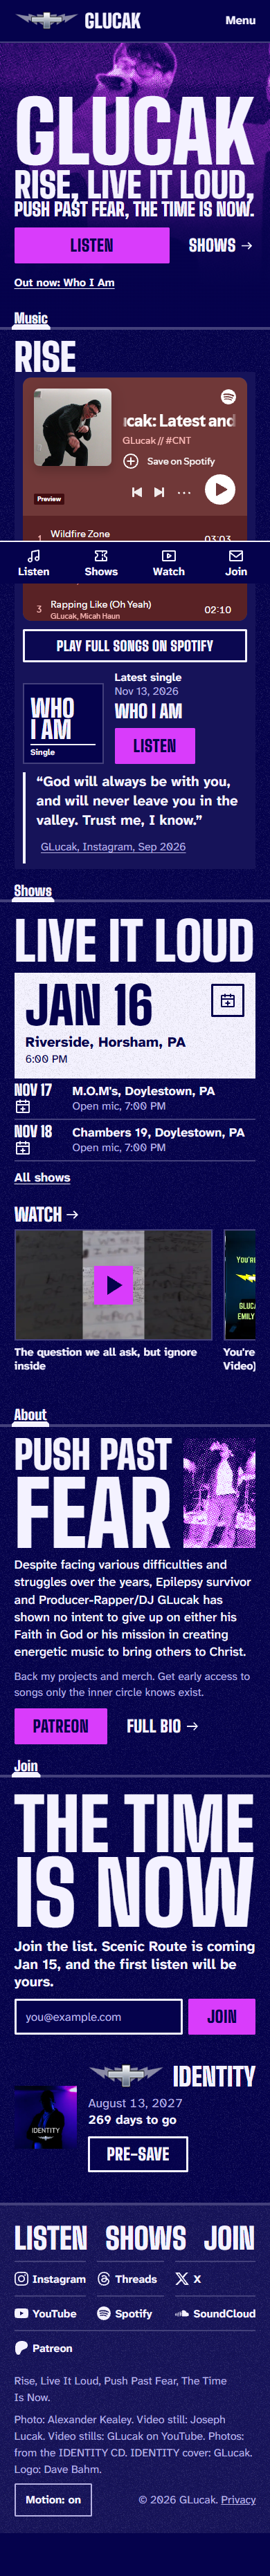 GLUCAK
Menu
GLUCAK
RISE, LIVE IT LOUD,
PUSH PAST FEAR, THE TIME IS NOW.
LISTEN
SHOWS →
Out now: Who I Am
Music
RISE
cak: Latest and
GLucak // #CNT
Save on Spotify
Preview
1 Wildfire Zone 03:03
Listen Shows Watch Join
3 Rapping Like (Oh Yeah) 02:10
GLucak, Micah Haun
PLAY FULL SONGS ON SPOTIFY
WHO
I AM
Single
Latest single
Nov 13, 2026
WHO I AM
LISTEN
“God will always be with you,
and will never leave you in the
valley. Trust me, I know.”
GLucak, Instagram, Sep 2026
Shows
LIVE IT LOUD
JAN 16
Riverside, Horsham, PA
6:00 PM
NOV 17
M.O.M's, Doylestown, PA
Open mic, 7:00 PM
NOV 18
Chambers 19, Doylestown, PA
Open mic, 7:00 PM
All shows
WATCH →
YOU'RE
GLUCA
EMILY
The question we all ask, but ignore
inside
You're
Video)
About
PUSH PAST
FEAR
Despite facing various difficulties and
struggles over the years, Epilepsy survivor
and Producer-Rapper/DJ GLucak has
shown no intent to give up on either his
Faith in God or his mission in creating
energetic music to bring others to Christ.
Back my projects and merch. Get early access to
songs only the inner circle knows exist.
PATREON
FULL BIO →
Join
THE TIME
IS NOW
Join the list. Scenic Route is coming
Jan 15, and the first listen will be
yours.
you@example.com
JOIN
IDENTITY
IDENTITY
August 13, 2027
269 days to go
PRE-SAVE
LISTEN SHOWS JOIN
Instagram Threads X
YouTube Spotify SoundCloud
Patreon
Rise, Live It Loud, Push Past Fear, The Time
Is Now.
Photo: Alexander Kealey. Video still: Joseph
Lucak. Video stills: GLucak on YouTube. Photos:
from the IDENTITY CD. IDENTITY cover: GLucak.
Logo: Dave Bahm.
Motion: on
© 2026 GLucak. Privacy